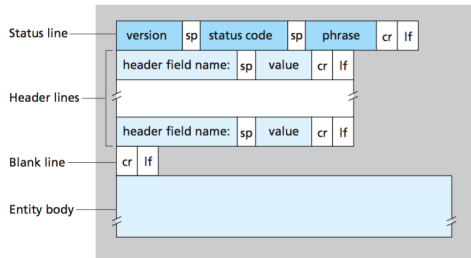 Status line version sp status code sp phrase cr lf
header field name: sp value cr lf
Header lines
header field name: sp value cr lf
Blank line cr lf
Entity body